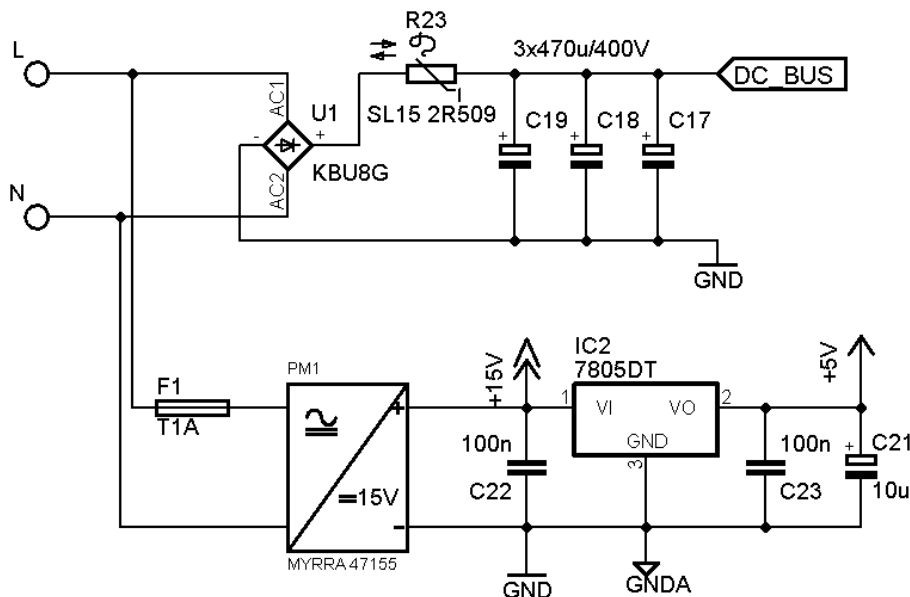 R23
L
3x470u/400V
DC_BUS
AC1
U1
C19
C18
C17
SL15 2R509
- +
+ + +
KBU8G
AC2
N
GND
PM1
F1
T1A
+15V
IC2
7805DT
+5V
1 VI VO 2
GND
3
100n
C22
100n
C23
+
C21
10u
+
=15V
-
MYRRA 47155
GND
GNDA